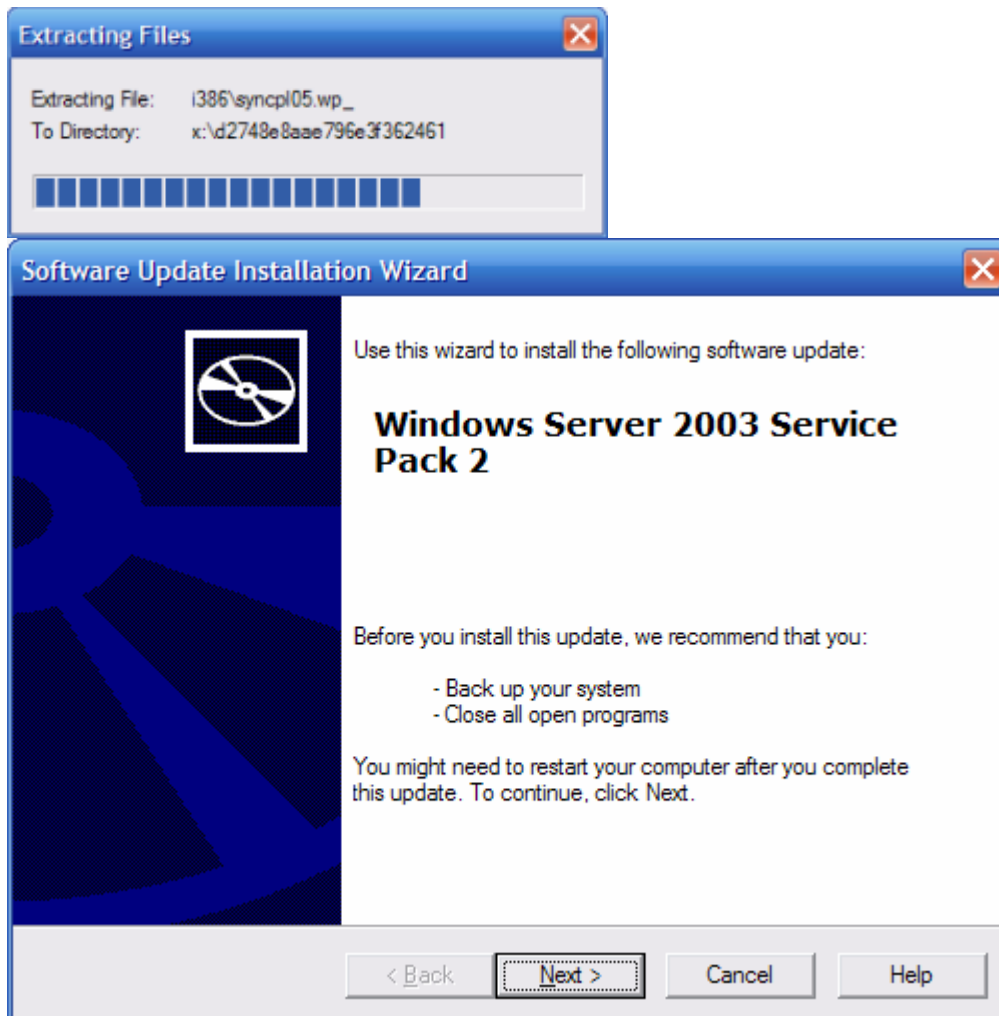 Extracting Files
Extracting File: i386\syncpl05.wp_
To Directory: x:\d2748e8aae796e3f362461
Software Update Installation Wizard
Use this wizard to install the following software update:
Windows Server 2003 Service
Pack 2
Before you install this update, we recommend that you:
- Back up your system
- Close all open programs
You might need to restart your computer after you complete
this update. To continue, click Next.
< Back Next > Cancel Help